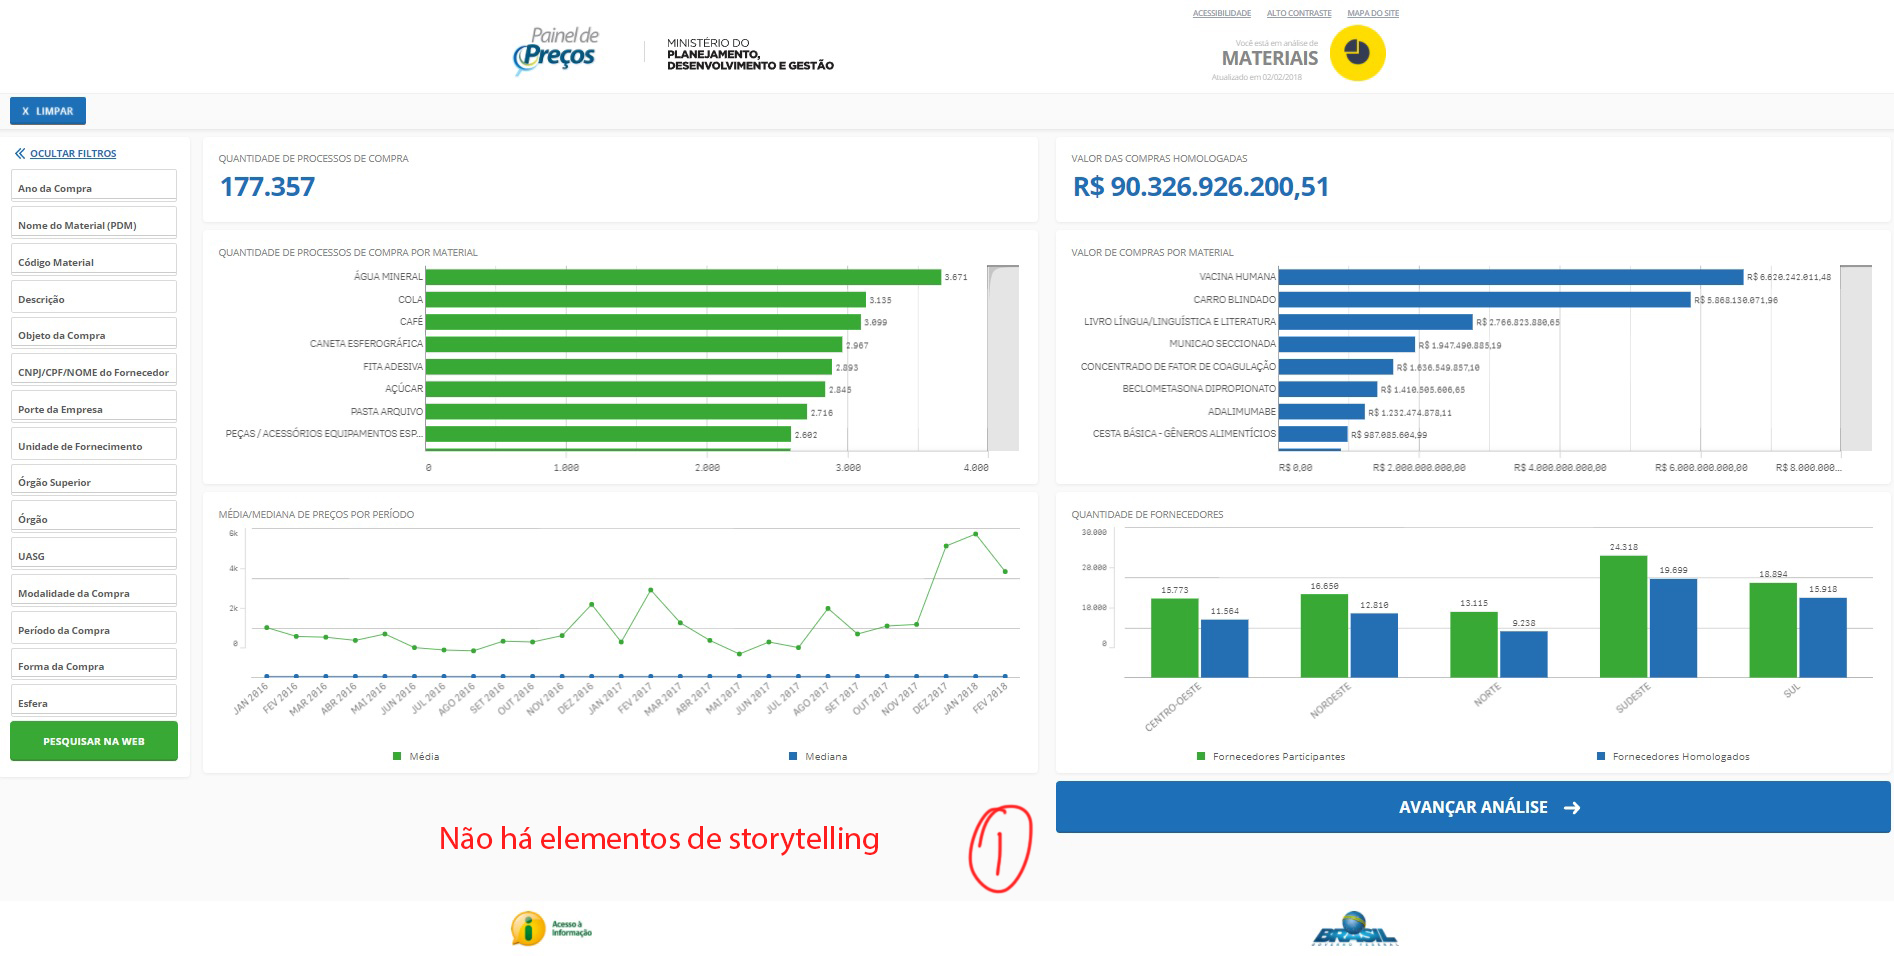 ACESSIBILIDADE ALTO CONTRASTE MAPA DO SITE
Painel de
Preços
MINISTÉRIO DO
PLANEJAMENTO,
DESENVOLVIMENTO E GESTÃO
Você está em análise de
MATERIAIS
Atualizado em 02/02/2018
X LIMPAR
OCULTAR FILTROS
Ano da Compra
Nome do Material (PDM)
Código Material
Descrição
Objeto da Compra
CNPJ/CPF/NOME do Fornecedor
Porte da Empresa
Unidade de Fornecimento
Órgão Superior
Órgão
UASG
Modalidade da Compra
Período da Compra
Forma da Compra
Esfera
PESQUISAR NA WEB
QUANTIDADE DE PROCESSOS DE COMPRA
177.357
VALOR DAS COMPRAS HOMOLOGADAS
R$ 90.326.926.200,51
QUANTIDADE DE PROCESSOS DE COMPRA POR MATERIAL
ÁGUA MINERAL 3.671
COLA 3.135
CAFÉ 3.099
CANETA ESFEROGRÁFICA 2.967
FITA ADESIVA 2.893
AÇÚCAR 2.845
PASTA ARQUIVO 2.716
PEÇAS / ACESSÓRIOS EQUIPAMENTOS ESP... 2.602
0 1.000 2.000 3.000 4.000
VALOR DE COMPRAS POR MATERIAL
VACINA HUMANA R$ 6.620.242.011,48
CARRO BLINDADO R$ 5.868.130.071,96
LIVRO LÍNGUA/LINGUÍSTICA E LITERATURA R$ 2.766.823.880,65
MUNICAO SECCIONADA R$ 1.947.490.885,19
CONCENTRADO DE FATOR DE COAGULAÇÃO R$ 1.636.549.857,10
BECLOMETASONA DIPROPIONATO R$ 1.410.505.606,65
ADALIMUMABE R$ 1.232.474.878,11
CESTA BÁSICA - GÊNEROS ALIMENTÍCIOS R$ 987.085.604,99
R$ 0,00 R$ 2.000.000.000,00 R$ 4.000.000.000,00 R$ 6.000.000.000,00 R$ 8.000.000...
MÉDIA/MEDIANA DE PREÇOS POR PERÍODO
6k
4k
2k
0
JAN 2016 FEV 2016 MAR 2016 ABR 2016 MAI 2016 JUN 2016 JUL 2016 AGO 2016 SET 2016 OUT 2016 NOV 2016 DEZ 2016 JAN 2017 FEV 2017 MAR 2017 ABR 2017 MAI 2017 JUN 2017 JUL 2017 AGO 2017 SET 2017 OUT 2017 NOV 2017 DEZ 2017 JAN 2018 FEV 2018
Média Mediana
QUANTIDADE DE FORNECEDORES
30.000
20.000
10.000
0
15.773 11.564 16.650 12.810 13.115 9.238 24.318 19.699 18.894 15.918
CENTRO-OESTE NORDESTE NORTE SUDESTE SUL
Fornecedores Participantes Fornecedores Homologados
AVANÇAR ANÁLISE
Não há elementos de storytelling
1
Acesso à
Informação
BRASIL
GOVERNO FEDERAL